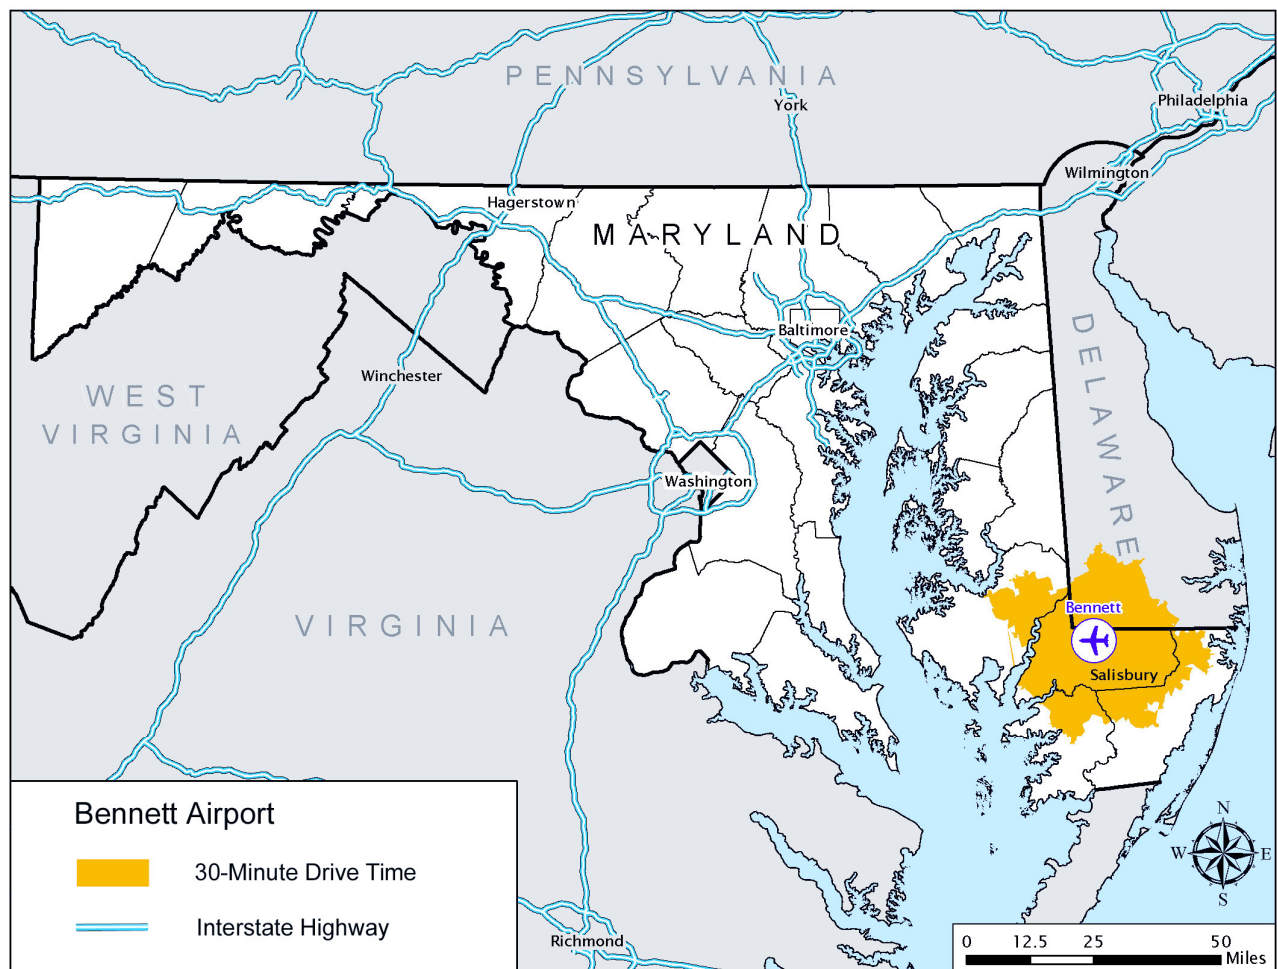 PENNSYLVANIA
York
Philadelphia
Wilmington
Hagerstown
MARYLAND
Baltimore
DELAWARE
Winchester
WEST
VIRGINIA
Washington
VIRGINIA
Bennett
Salisbury
Bennett Airport
30-Minute Drive Time
Interstate Highway
Richmond
N
W E
S
0 12.5 25 50
Miles